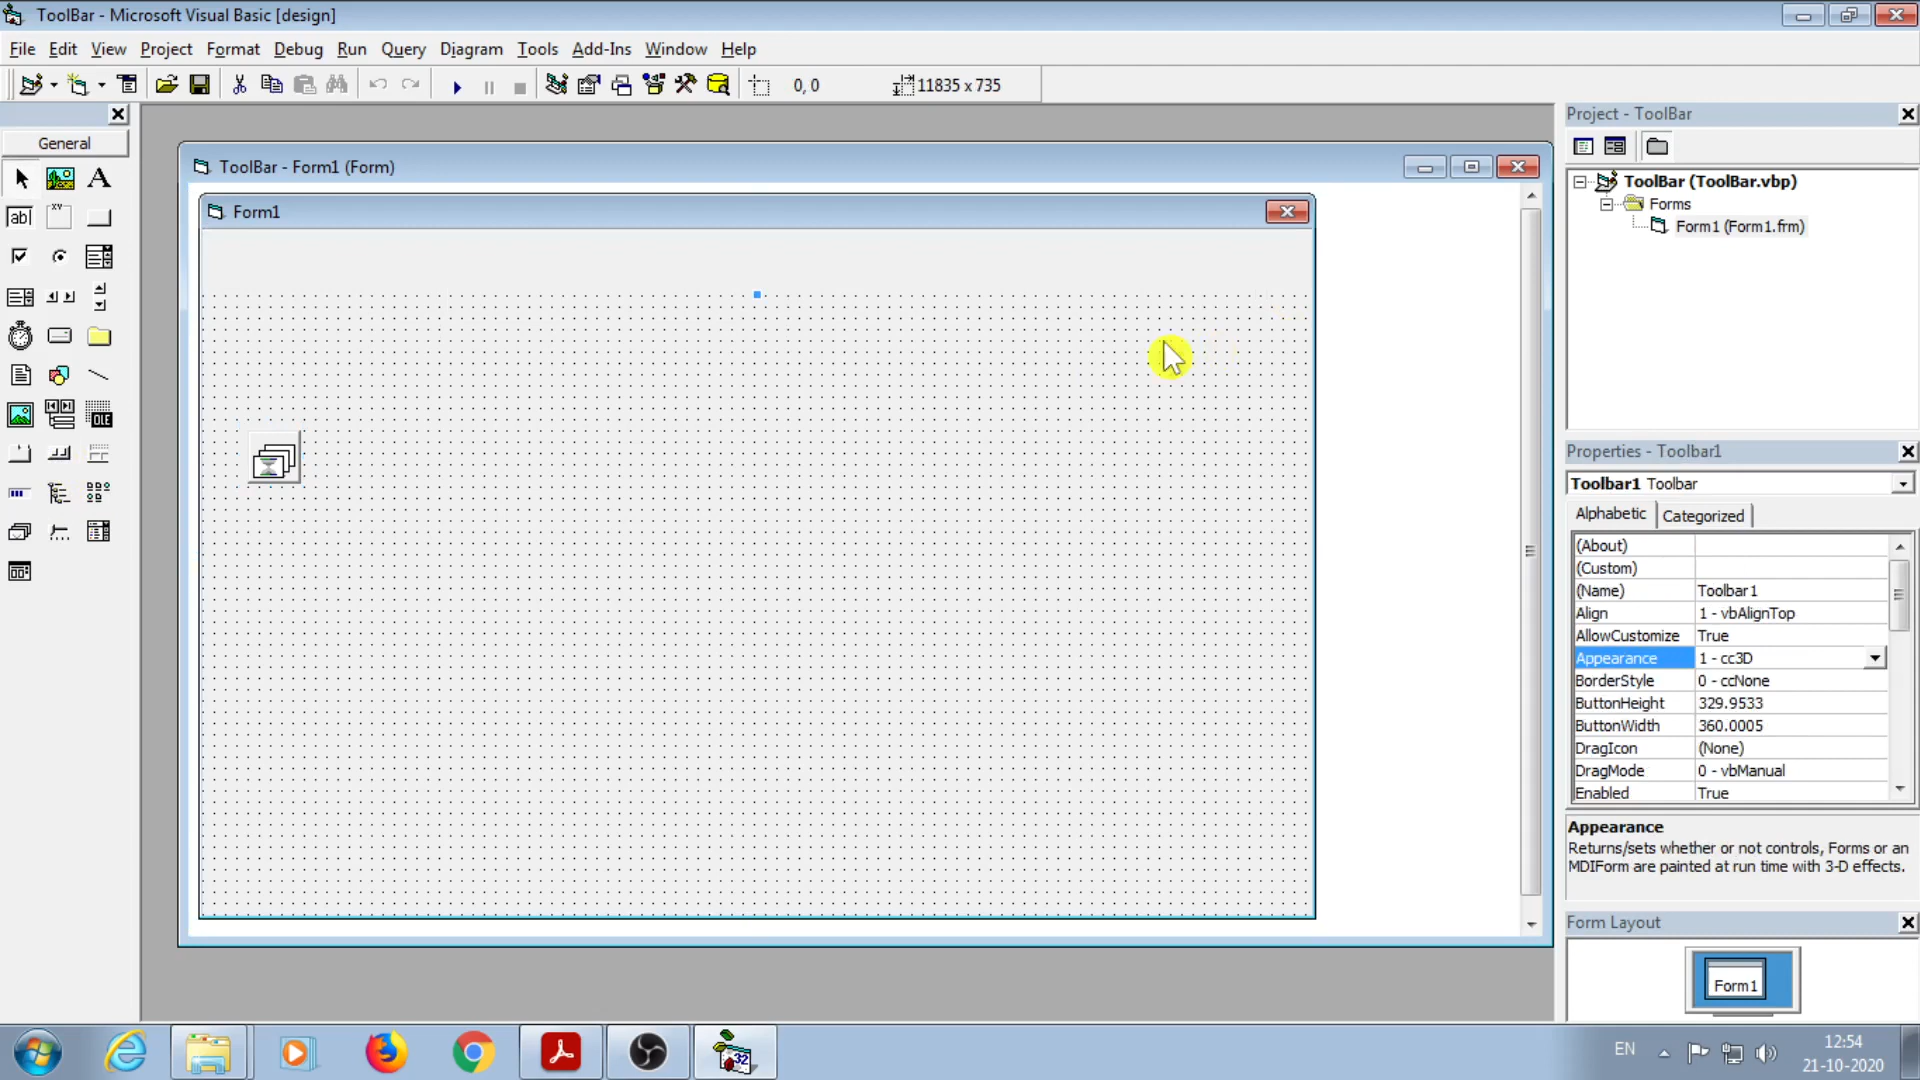 ToolBar - Microsoft Visual Basic [design]
File Edit View Project Format Debug Run Query Diagram Tools Add-Ins Window Help
0, 0 11835 x 735
General
A
ab|
XY
OLE
ToolBar - Form1 (Form)
Form1
Project - ToolBar
ToolBar (ToolBar.vbp)
Forms
Form1 (Form1.frm)
Properties - Toolbar1
Toolbar1 Toolbar
Alphabetic Categorized
(About)
(Custom)
(Name) Toolbar1
Align 1 - vbAlignTop
AllowCustomize True
Appearance 1 - cc3D
BorderStyle 0 - ccNone
ButtonHeight 329.9533
ButtonWidth 360.0005
DragIcon (None)
DragMode 0 - vbManual
Enabled True
Appearance
Returns/sets whether or not controls, Forms or an
MDIForm are painted at run time with 3-D effects.
Form Layout
Form1
32
EN
12:54
21-10-2020